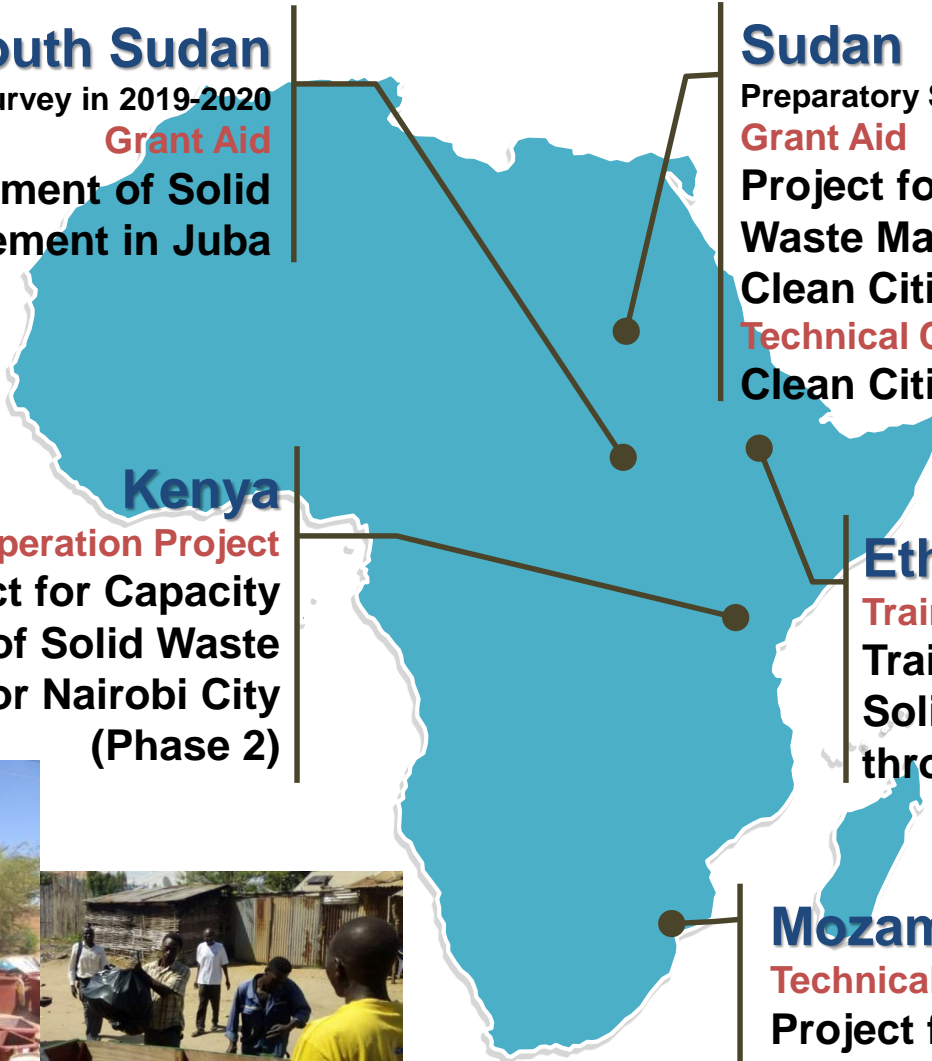 outh Sudan
urvey in 2019-2020
Grant Aid
ment of Solid
ement in Juba
Sudan
Preparatory
Grant Aid
Project fo
Waste Ma
Clean Citi
Technical
Clean Citi
Kenya
peration Project
ct for Capacity
of Solid Waste
or Nairobi City
(Phase 2)
Eth
Trai
Trai
Soli
thro
Mozam
Technical
Project f